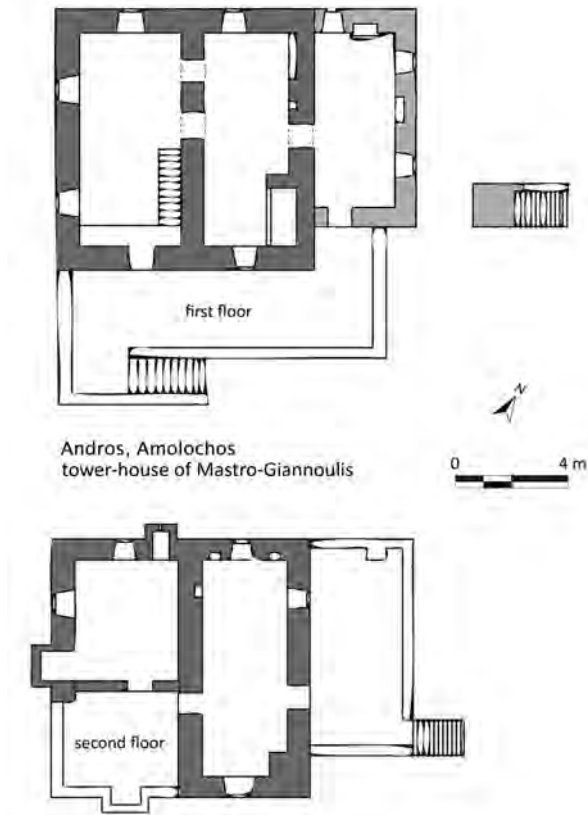 first floor
N
Andros, Amolochos
tower-house of Mastro-Giannoulis
0 4 m
second floor